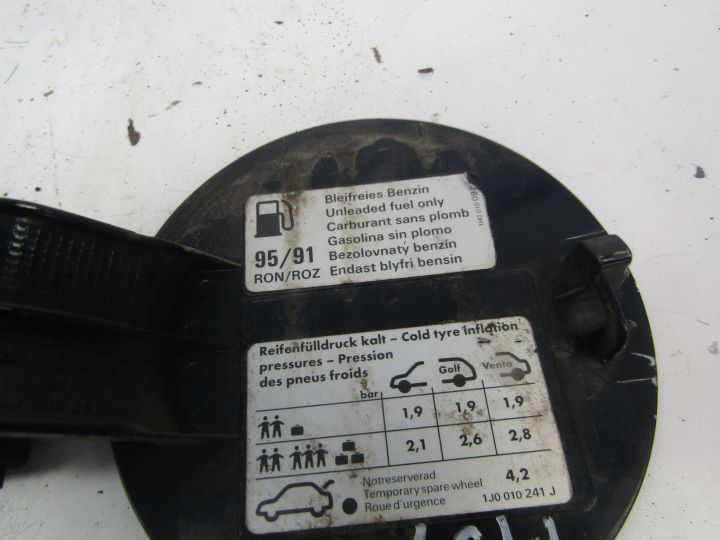 Bleifreies Benzin
Unleaded fuel only
Carburant sans plomb
Gasolina sin plomo
95/91 Bezolovnatý benzín
RON/ROZ Endast blyfri bensin
Reifenfülldruck kalt – Cold tyre inflation
pressures – Pression
des pneus froids
bar Golf Vento
1,9 1,9 1,9
2,1 2,6 2,8
Notreserverad
Temporary spare wheel 4,2
Roue d'urgence 1J0 010 241 J